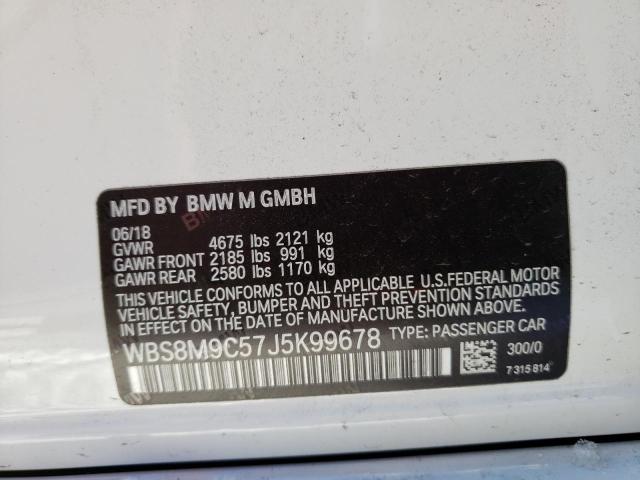 MFD BY BMW M GMBH
06/18
GVWR 4675 lbs 2121 kg
GAWR FRONT 2185 lbs 991 kg
GAWR REAR 2580 lbs 1170 kg
THIS VEHICLE CONFORMS TO ALL APPLICABLE U.S.FEDERAL MOTOR
VEHICLE SAFETY, BUMPER AND THEFT PREVENTION STANDARDS
IN EFFECT ON THE DATE OF MANUFACTURE SHOWN ABOVE.
WBS8M9C57J5K99678 TYPE: PASSENGER CAR
300/0
7 315 814